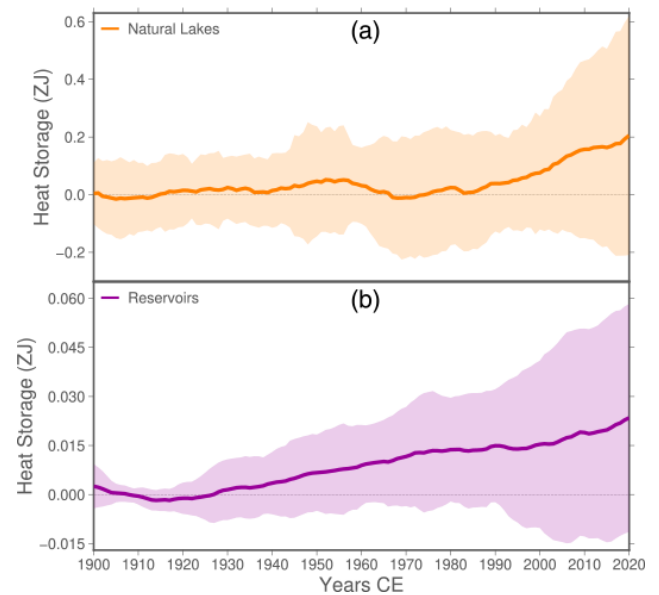 (a)
Natural Lakes
Heat Storage (ZJ)
0.6
0.4
0.2
0.0
−0.2
(b)
Reservoirs
Heat Storage (ZJ)
0.060
0.045
0.030
0.015
0.000
−0.015
1900 1910 1920 1930 1940 1950 1960 1970 1980 1990 2000 2010 2020
Years CE